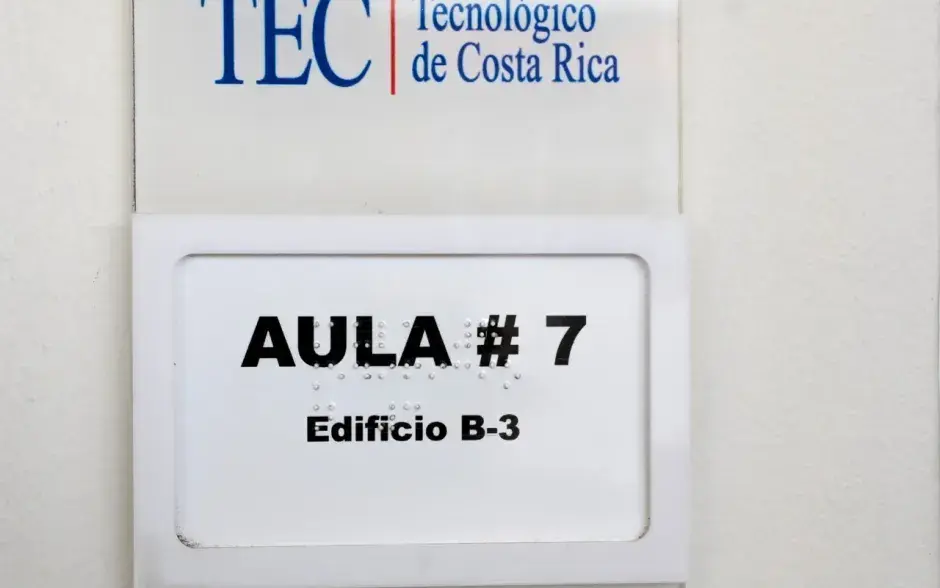 TEC
Tecnológico
de Costa Rica
AULA # 7
Edificio B-3